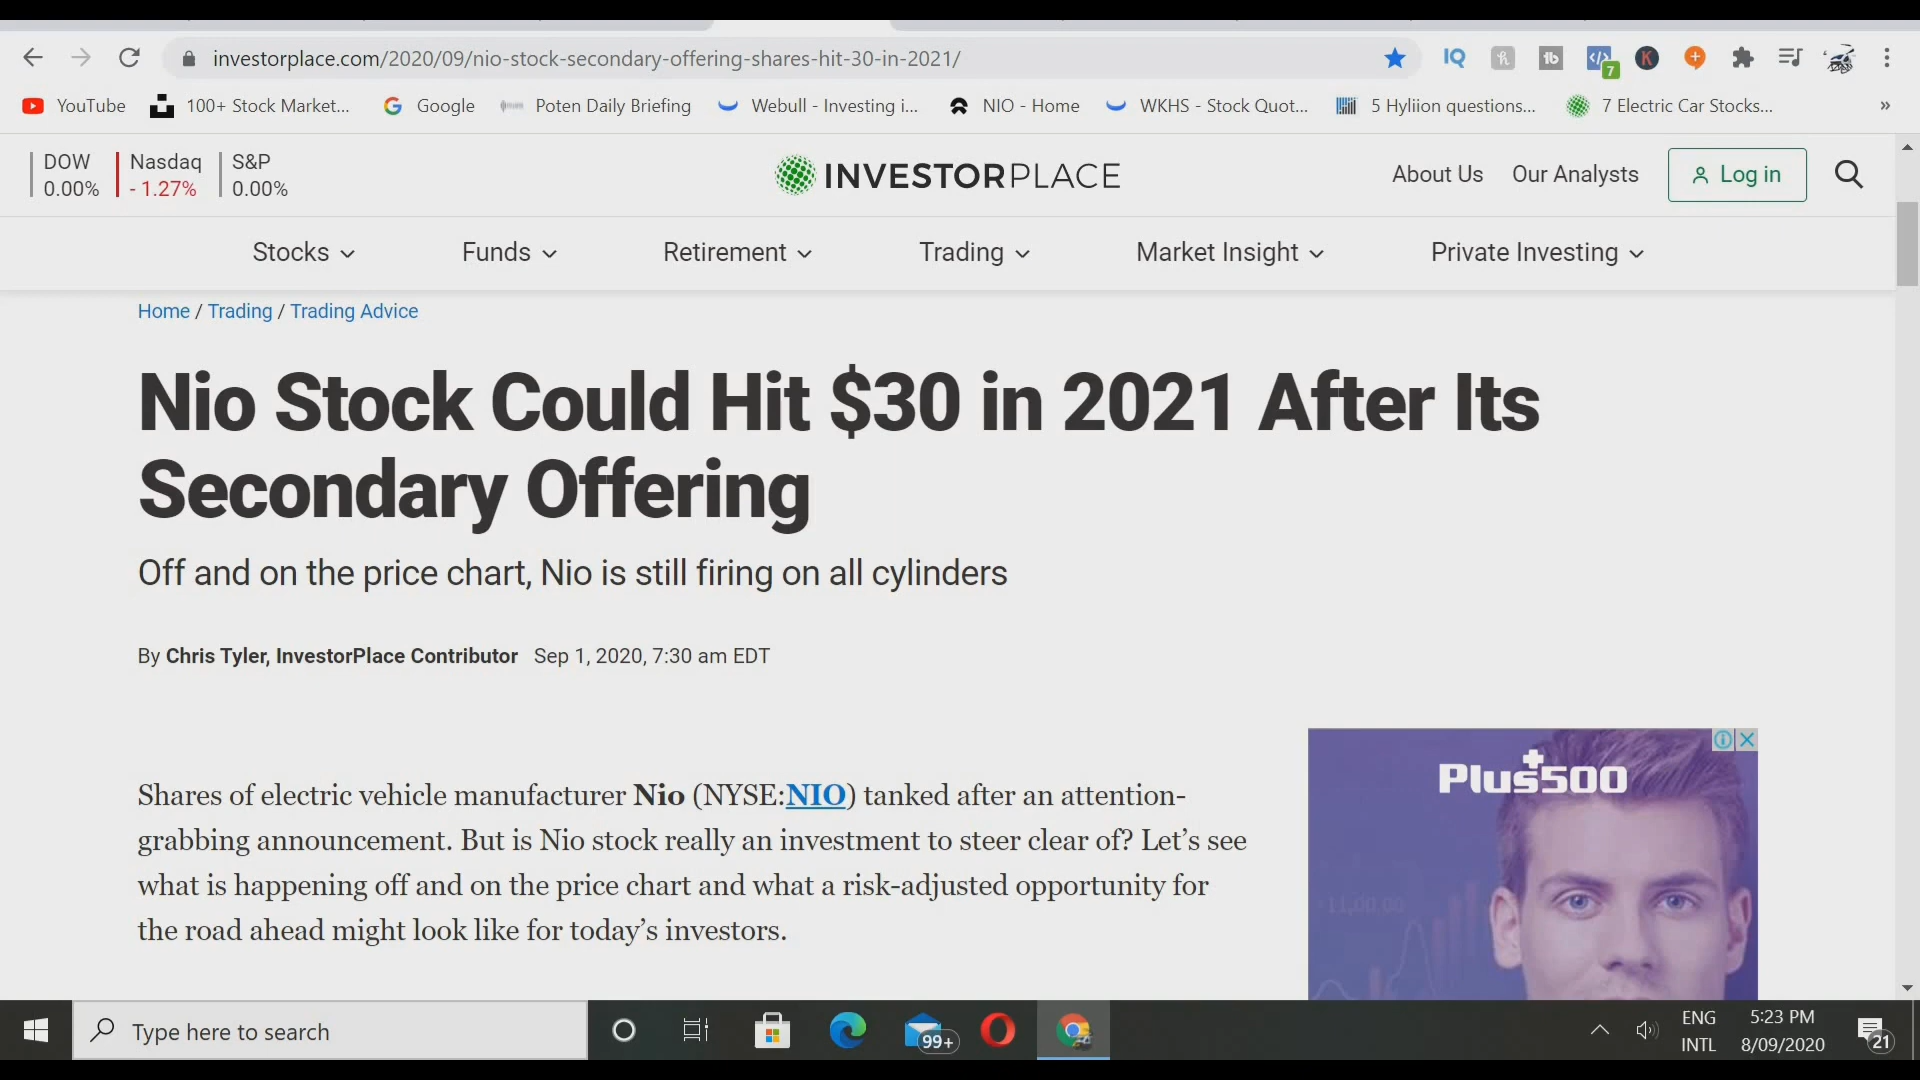 investorplace.com/2020/09/nio-stock-secondary-offering-shares-hit-30-in-2021/
IQ
tb
7
K
YouTube
100+ Stock Market...
Google
Poten Daily Briefing
Webull - Investing i...
NIO - Home
WKHS - Stock Quot...
5 Hyliion questions...
7 Electric Car Stocks...
»
DOW
0.00%
Nasdaq
- 1.27%
S&P
0.00%
INVESTORPLACE
About Us
Our Analysts
Log in
Stocks
Funds
Retirement
Trading
Market Insight
Private Investing
Home / Trading / Trading Advice
Nio Stock Could Hit $30 in 2021 After Its
Secondary Offering
Off and on the price chart, Nio is still firing on all cylinders
By Chris Tyler, InvestorPlace Contributor Sep 1, 2020, 7:30 am EDT
Shares of electric vehicle manufacturer Nio (NYSE:NIO) tanked after an attention-
grabbing announcement. But is Nio stock really an investment to steer clear of? Let’s see
what is happening off and on the price chart and what a risk-adjusted opportunity for
the road ahead might look like for today’s investors.
Plus500
Type here to search
99+
ENG
INTL
5:23 PM
8/09/2020
21